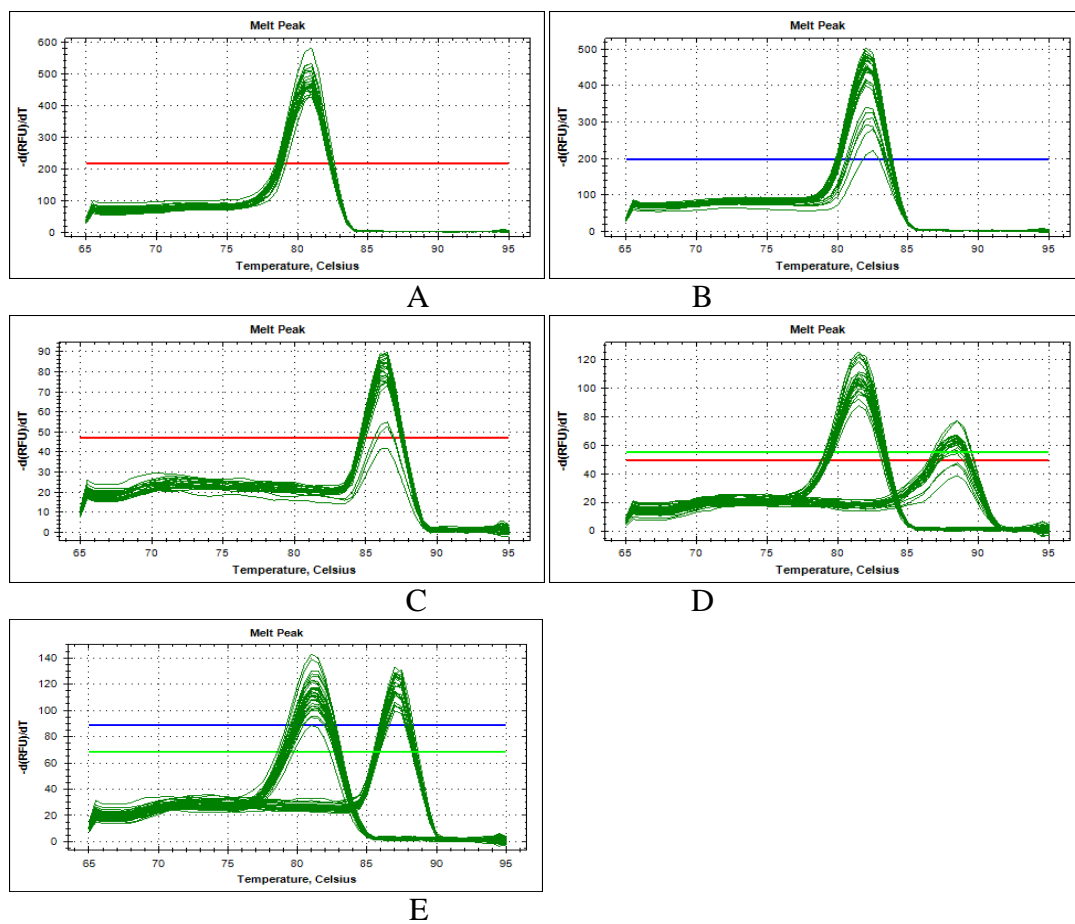 Melt Peak
-d(RFU)/dT
600
500
400
300
200
100
0
65 70 75 80 85 90 95
Temperature, Celsius
A
Melt Peak
-d(RFU)/dT
500
400
300
200
100
0
65 70 75 80 85 90 95
Temperature, Celsius
B
Melt Peak
-d(RFU)/dT
90
80
70
60
50
40
30
20
10
0
65 70 75 80 85 90 95
Temperature, Celsius
C
Melt Peak
-d(RFU)/dT
120
100
80
60
40
20
0
65 70 75 80 85 90 95
Temperature, Celsius
D
Melt Peak
-d(RFU)/dT
140
120
100
80
60
40
20
0
65 70 75 80 85 90 95
Temperature, Celsius
E